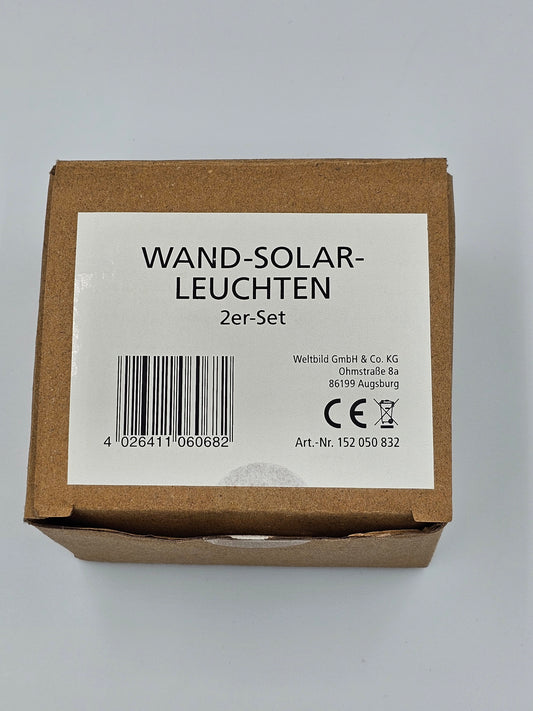 WAND-SOLAR-
LEUCHTEN
2er-Set
Weltbild GmbH & Co. KG
Ohmstraße 8a
86199 Augsburg
CE
4 026411 060682
Art.-Nr. 152 050 832